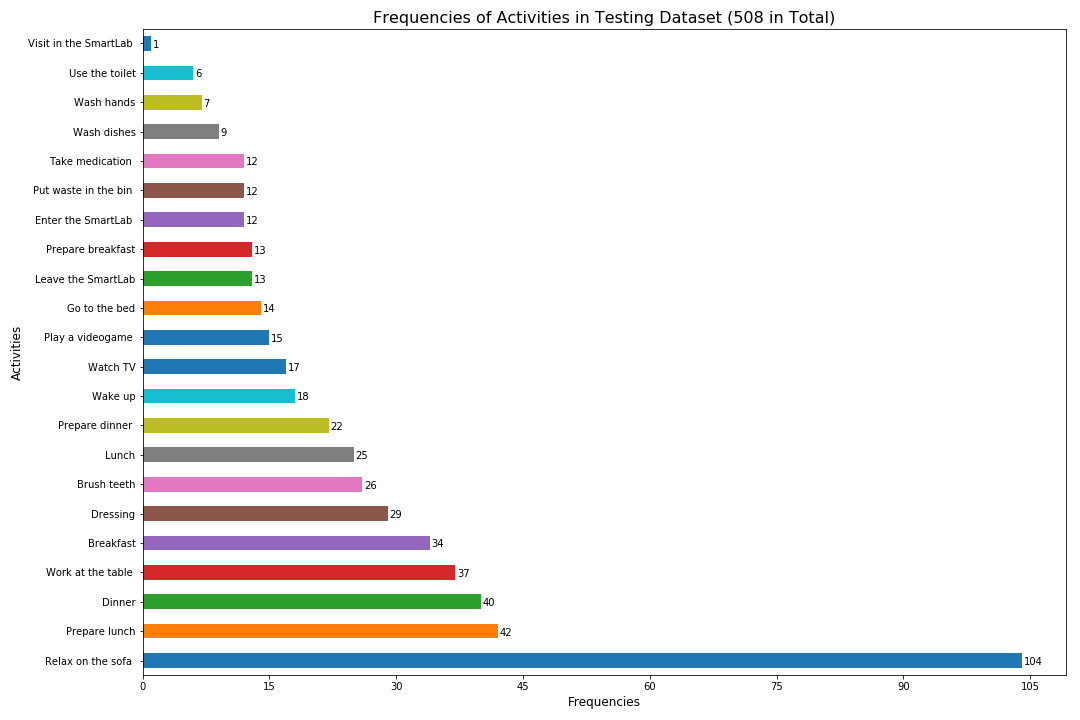 Frequencies of Activities in Testing Dataset (508 in Total)
Visit in the SmartLab 1
Use the toilet 6
Wash hands 7
Wash dishes 9
Take medication 12
Put waste in the bin 12
Enter the SmartLab 12
Prepare breakfast 13
Leave the SmartLab 13
Go to the bed 14
Play a videogame 15
Watch TV 17
Wake up 18
Prepare dinner 22
Lunch 25
Brush teeth 26
Dressing 29
Breakfast 34
Work at the table 37
Dinner 40
Prepare lunch 42
Relax on the sofa 104
Activities
0 15 30 45 60 75 90 105
Frequencies